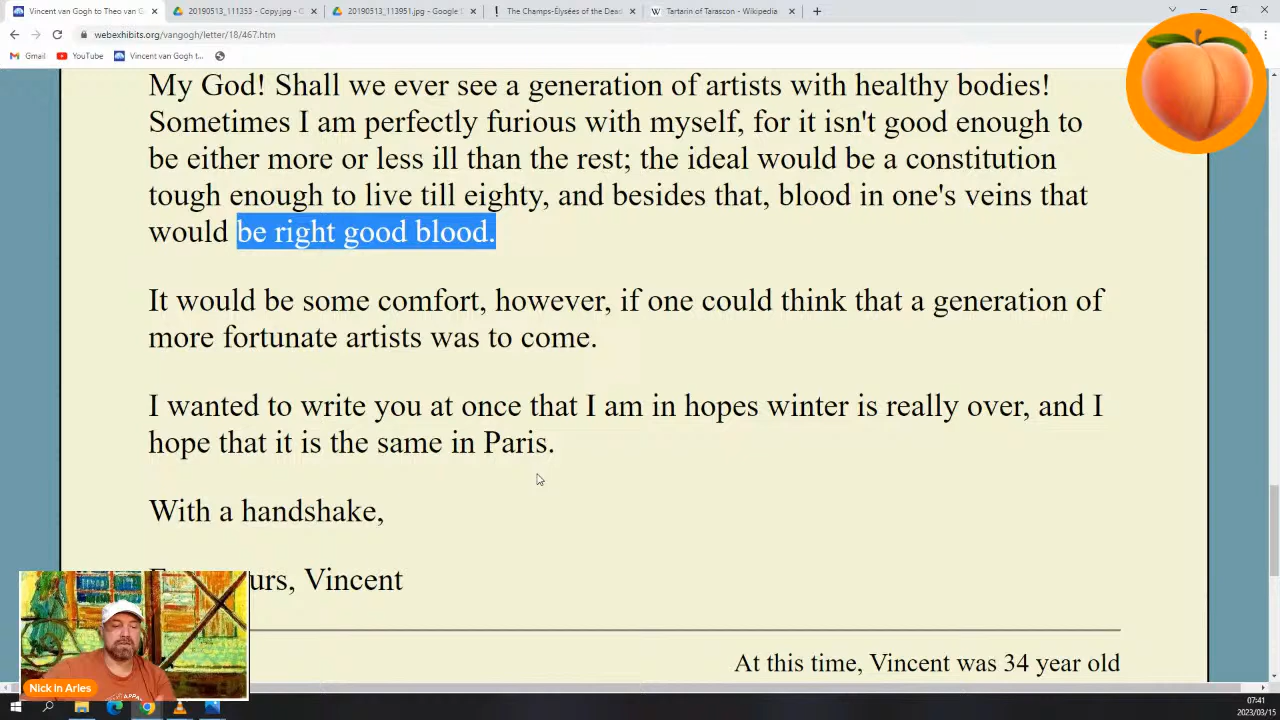 Vincent van Gogh to Theo van G
20190513_111353 - Copy.jpg - G
20190513_113951.jpg - Google D
The Champs-Élysées of the Dead
Tartarin of Tarascon - Wikipedia
webexhibits.org/vangogh/letter/18/467.htm
Gmail
YouTube
Vincent van Gogh t...
My God! Shall we ever see a generation of artists with healthy bodies!
Sometimes I am perfectly furious with myself, for it isn't good enough to
be either more or less ill than the rest; the ideal would be a constitution
tough enough to live till eighty, and besides that, blood in one's veins that
would be right good blood.
It would be some comfort, however, if one could think that a generation of
more fortunate artists was to come.
I wanted to write you at once that I am in hopes winter is really over, and I
hope that it is the same in Paris.
With a handshake,
urs, Vincent
At this time, Vincent was 34 year old
Nick in Arles
07:41
2023/03/15